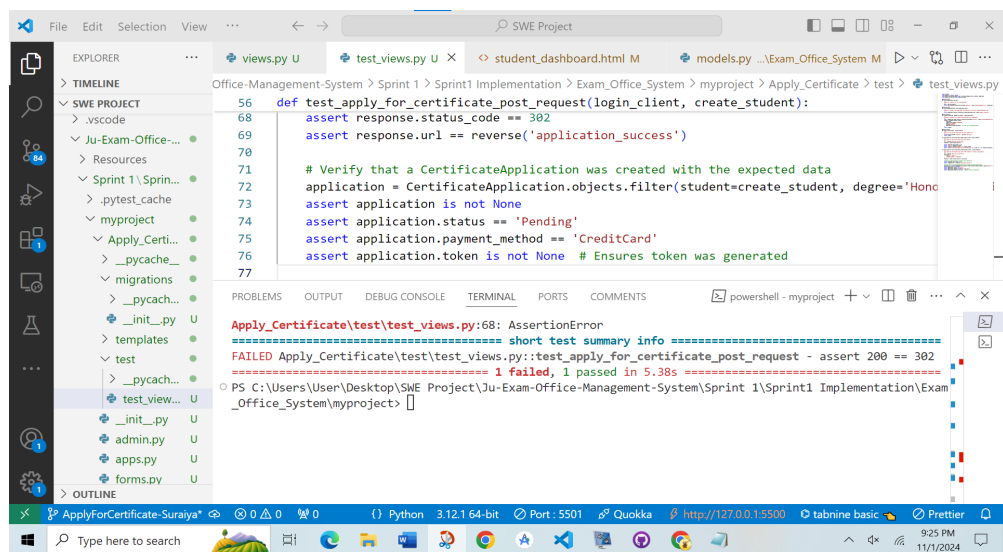 File Edit Selection View ... SWE Project
EXPLORER ...
> TIMELINE
SWE PROJECT
> .vscode
Ju-Exam-Office-...
> Resources
Sprint 1 \ Sprin...
> .pytest_cache
myproject
Apply_Certi...
> __pycache__
migrations
> __pycach...
__init__.py U
> templates
test
> __pycach...
test_view... U
__init__.py U
admin.py U
apps.py U
forms.py U
> OUTLINE
84
1
1
1
views.py U test_views.py U × student_dashboard.html M models.py ...\Exam_Office_System M
Office-Management-System > Sprint 1 > Sprint1 Implementation > Exam_Office_System > myproject > Apply_Certificate > test > test_views.py
56 def test_apply_for_certificate_post_request(login_client, create_student):
68 assert response.status_code == 302
69 assert response.url == reverse('application_success')
70
71 # Verify that a CertificateApplication was created with the expected data
72 application = CertificateApplication.objects.filter(student=create_student, degree='Hono
73 assert application is not None
74 assert application.status == 'Pending'
75 assert application.payment_method == 'CreditCard'
76 assert application.token is not None # Ensures token was generated
77
PROBLEMS OUTPUT DEBUG CONSOLE TERMINAL PORTS COMMENTS powershell - myproject
Apply_Certificate\test\test_views.py:68: AssertionError
====================================== short test summary info ======================================
FAILED Apply_Certificate\test\test_views.py::test_apply_for_certificate_post_request - assert 200 == 302
==================================== 1 failed, 1 passed in 5.38s ====================================
PS C:\Users\User\Desktop\SWE Project\Ju-Exam-Office-Management-System\Sprint 1\Sprint1 Implementation\Exam
_Office_System\myproject>
ApplyForCertificate-Suraiya* 0 0 0 {} Python 3.12.1 64-bit Port : 5501 Quokka http://127.0.0.1:5500 tabnine basic Prettier
Type here to search 9:25 PM
11/1/2024